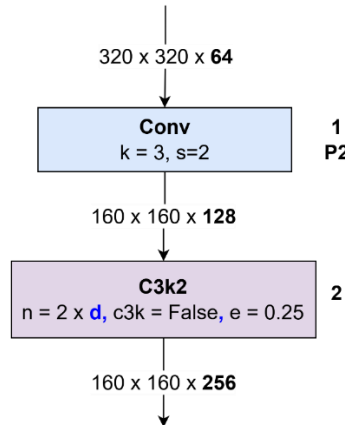 320 x 320 x 64
Conv
k = 3, s=2
1
P2
160 x 160 x 128
C3k2
n = 2 x d, c3k = False, e = 0.25
2
160 x 160 x 256